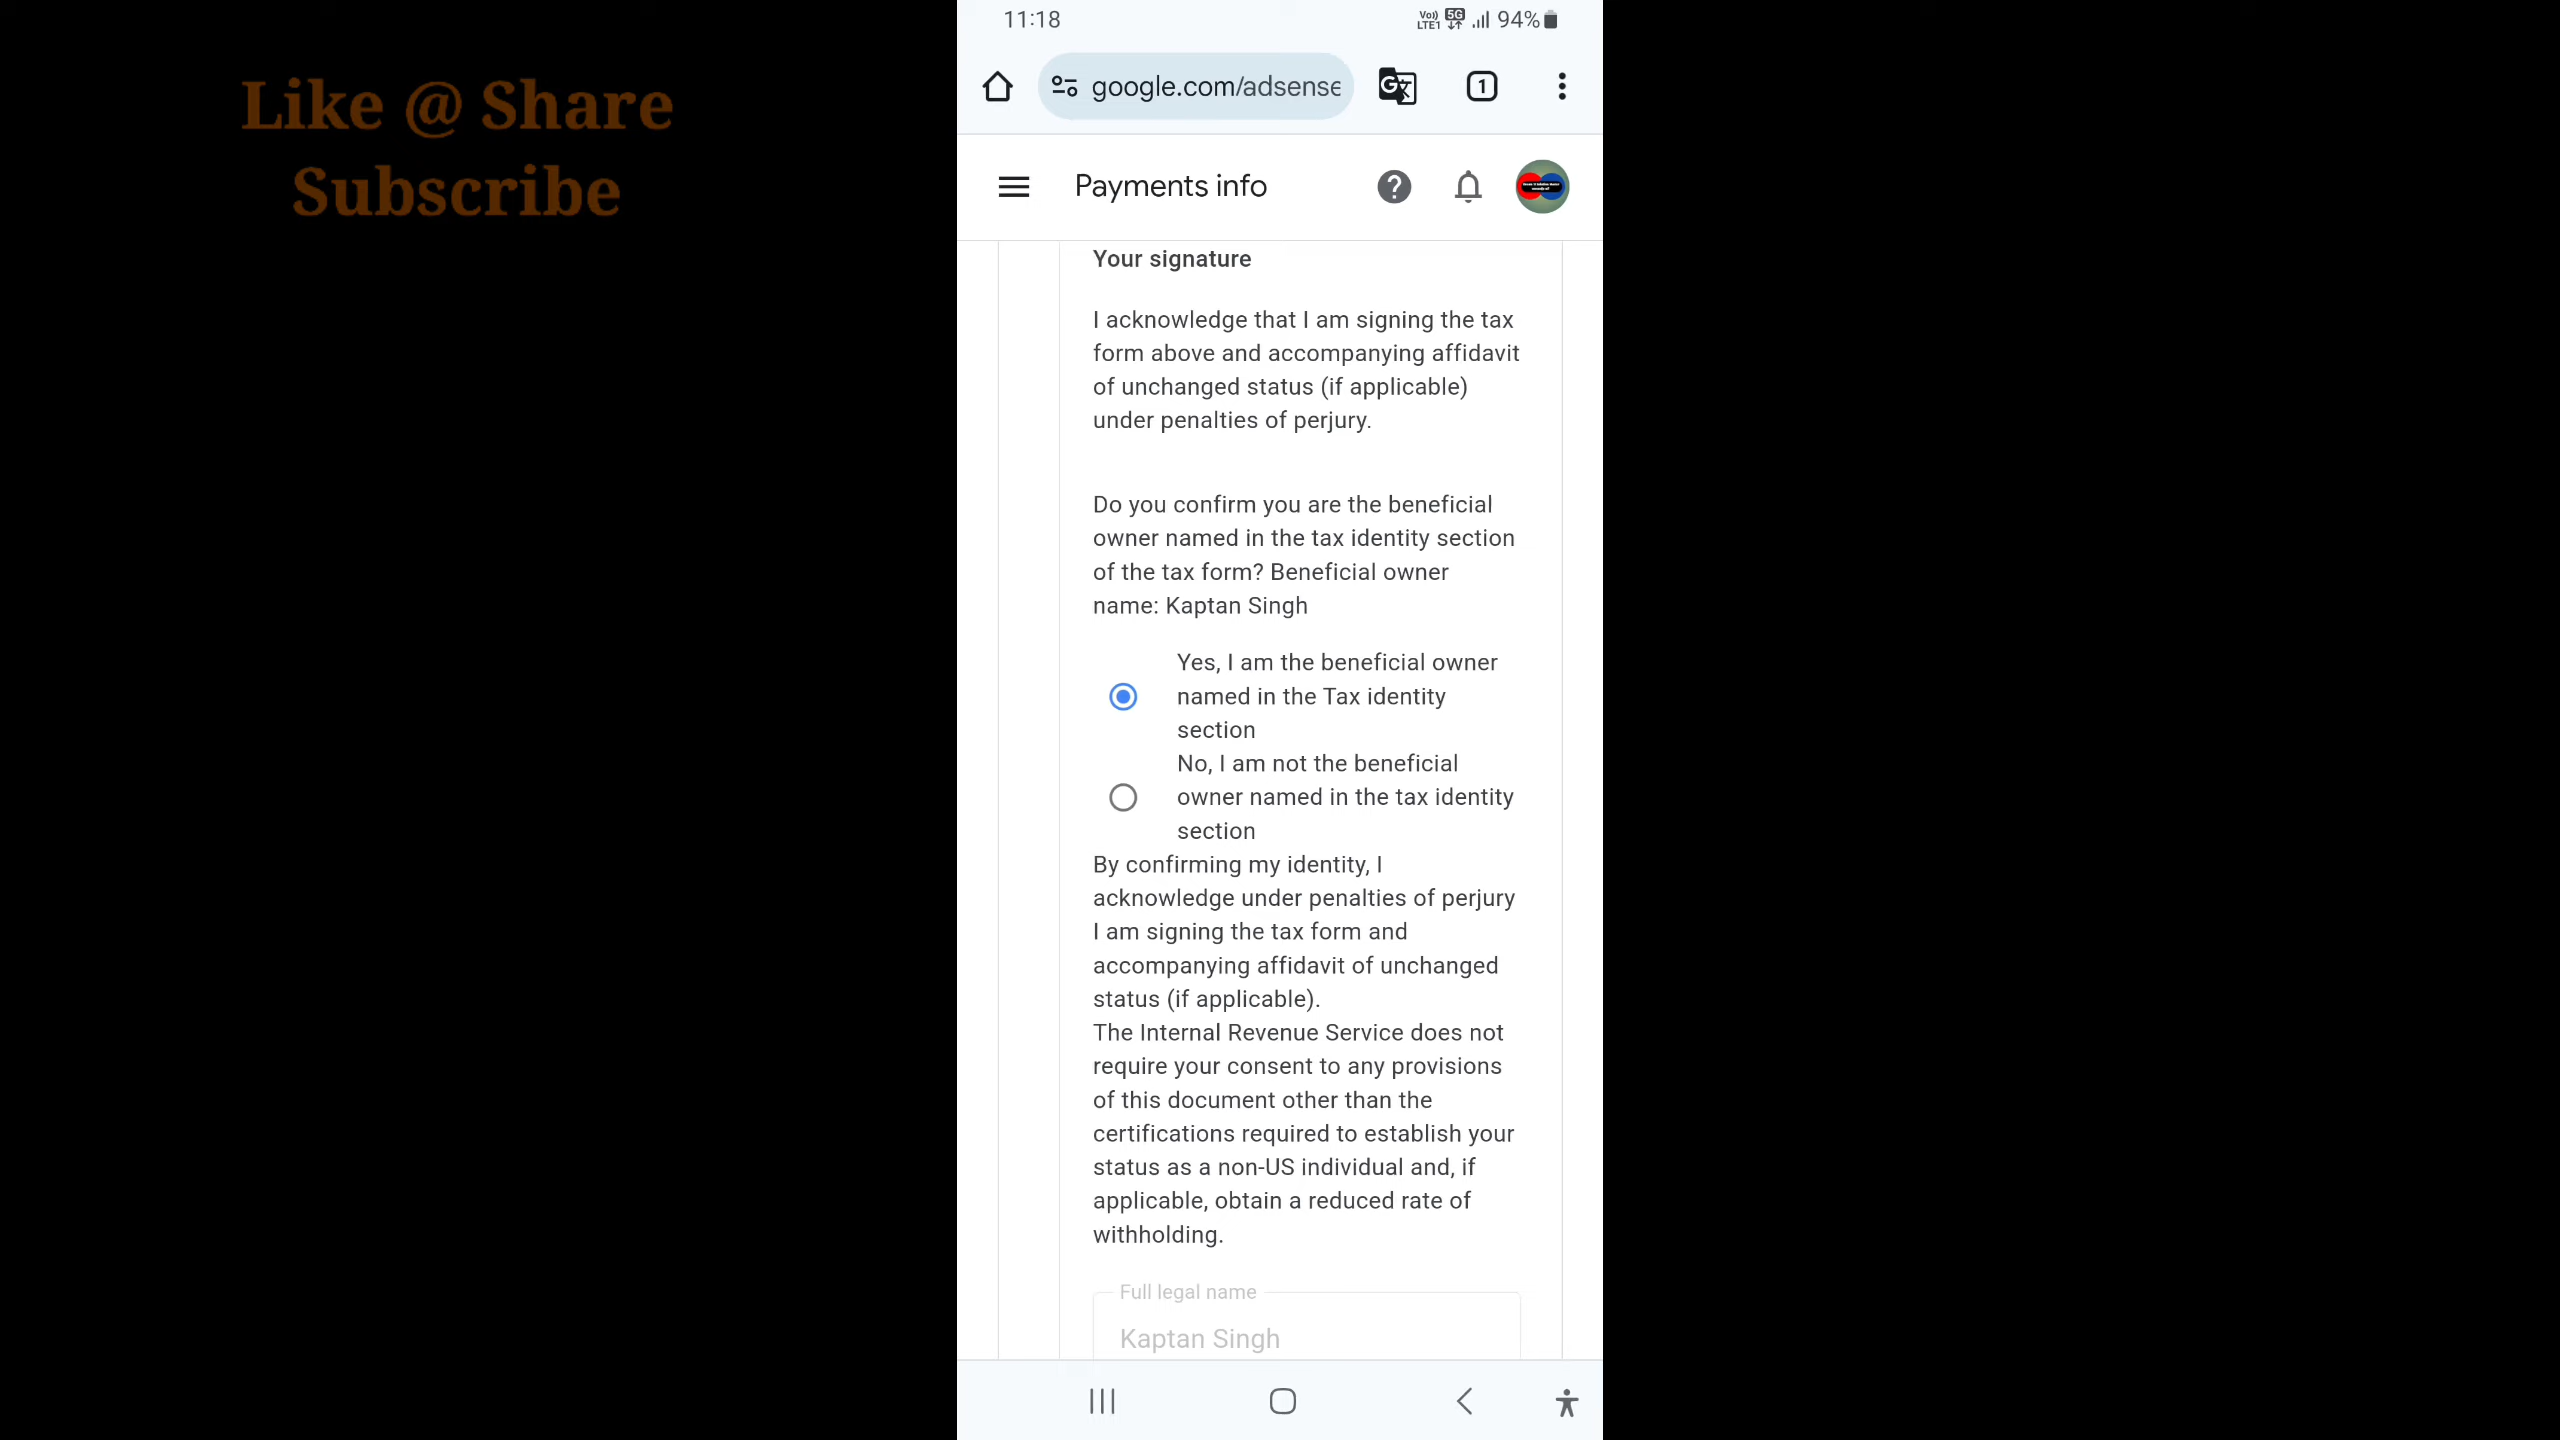 Like @ Share
Subscribe
11:18
Vo))
LTE1
5G
94%
google.com/adsense
1
Payments info
Your signature
I acknowledge that I am signing the tax
form above and accompanying affidavit
of unchanged status (if applicable)
under penalties of perjury.
Do you confirm you are the beneficial
owner named in the tax identity section
of the tax form? Beneficial owner
name: Kaptan Singh
Yes, I am the beneficial owner
named in the Tax identity
section
No, I am not the beneficial
owner named in the tax identity
section
By confirming my identity, I
acknowledge under penalties of perjury
I am signing the tax form and
accompanying affidavit of unchanged
status (if applicable).
The Internal Revenue Service does not
require your consent to any provisions
of this document other than the
certifications required to establish your
status as a non-US individual and, if
applicable, obtain a reduced rate of
withholding.
Full legal name
Kaptan Singh